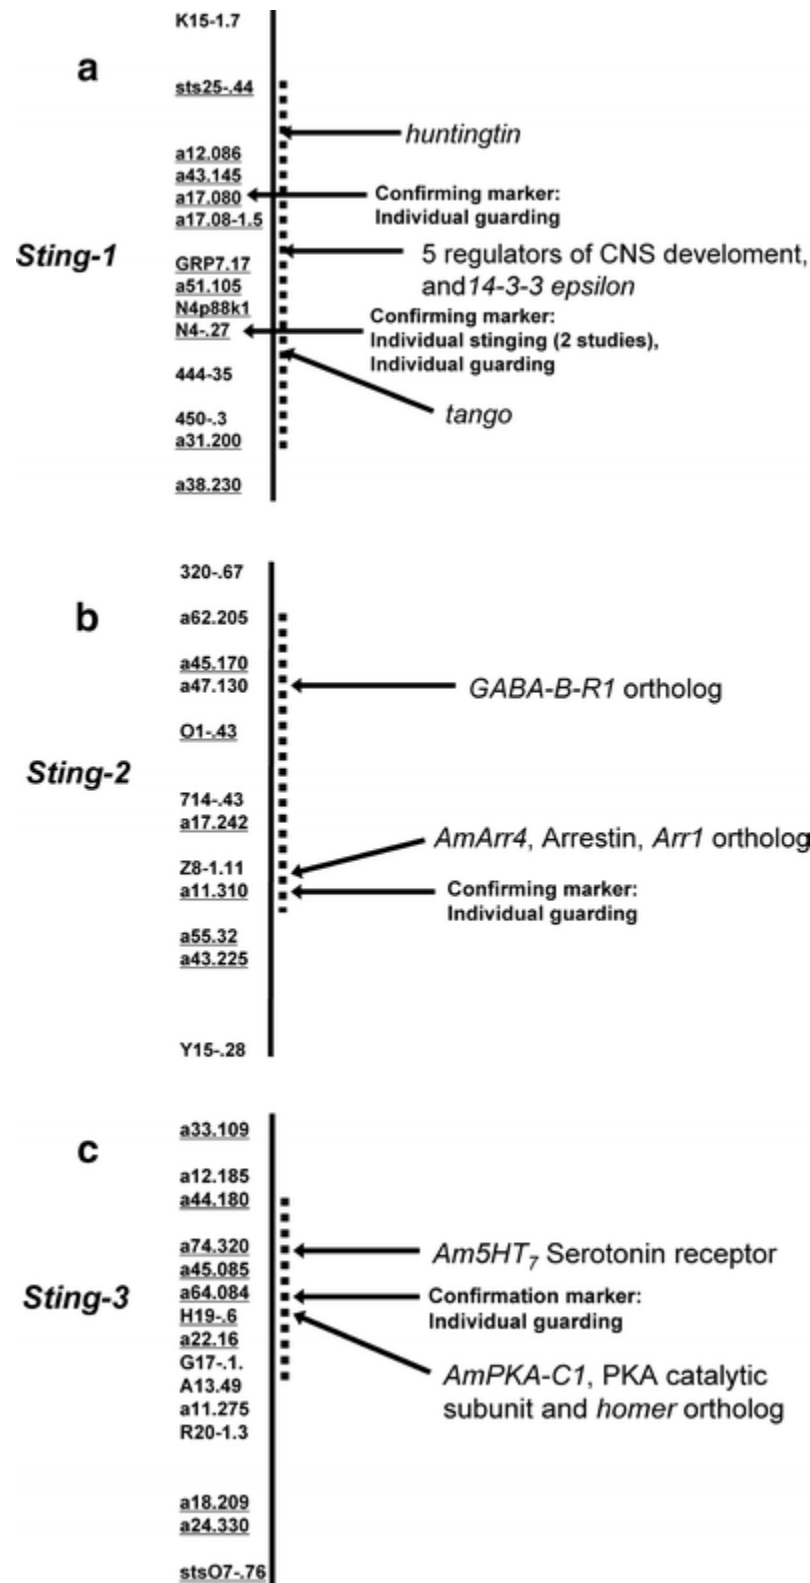 K15-1.7
a
sts25-.44
huntingtin
a12.086
a43.145
a17.080
Confirming marker:
Individual guarding
a17.08-1.5
Sting-1
5 regulators of CNS develoment,
and14-3-3 epsilon
GRP7.17
a51.105
N4p88k1
Confirming marker:
Individual stinging (2 studies),
Individual guarding
N4-.27
444-35
450-.3
tango
a31.200
a38.230
320-.67
b
a62.205
a45.170
a47.130
GABA-B-R1 ortholog
O1-.43
Sting-2
714-.43
a17.242
AmArr4, Arrestin, Arr1 ortholog
Z8-1.11
a11.310
Confirming marker:
Individual guarding
a55.32
a43.225
Y15-.28
a33.109
c
a12.185
a44.180
a74.320
Am5HT7 Serotonin receptor
a45.085
a64.084
Sting-3
Confirmation marker:
Individual guarding
H19-.6
a22.16
G17-.1.
A13.49
AmPKA-C1, PKA catalytic
subunit and homer ortholog
a11.275
R20-1.3
a18.209
a24.330
stsO7-.76